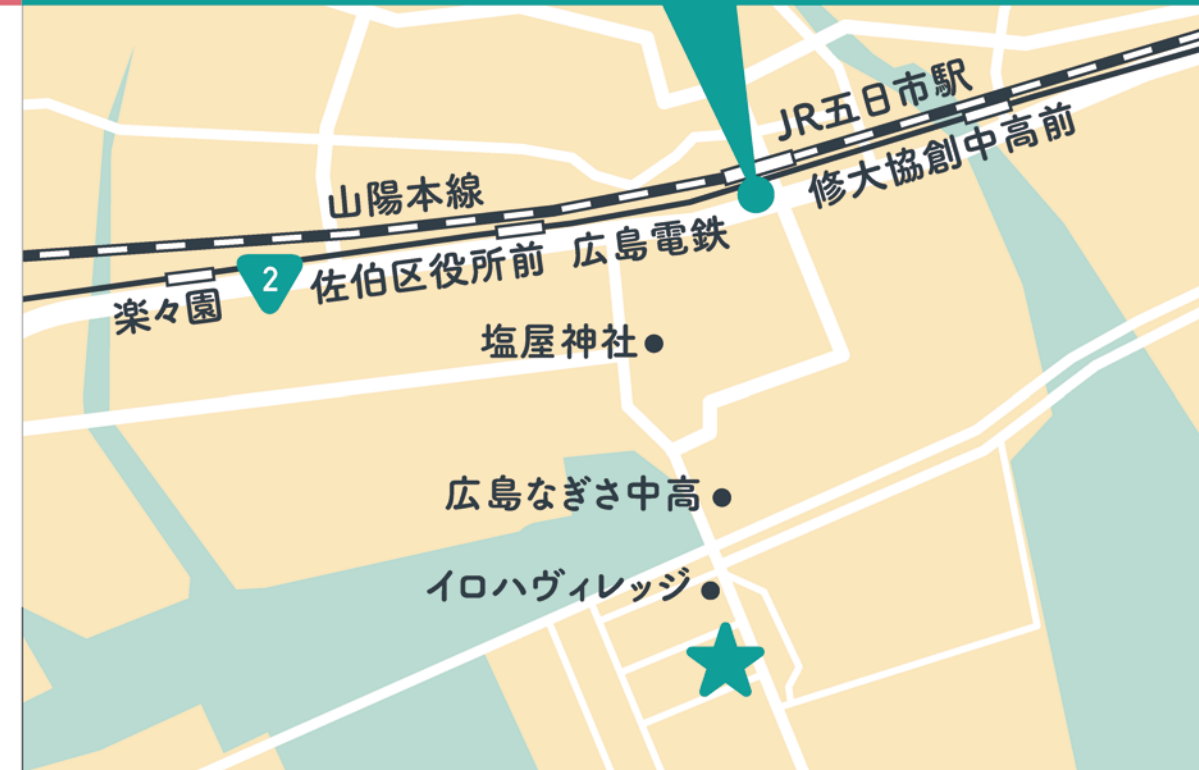 JR五日市駅
修大協創中高前
山陽本線
広島電鉄
佐伯区役所前
2
楽々園
塩屋神社
広島なぎさ中高
イロハヴィレッジ